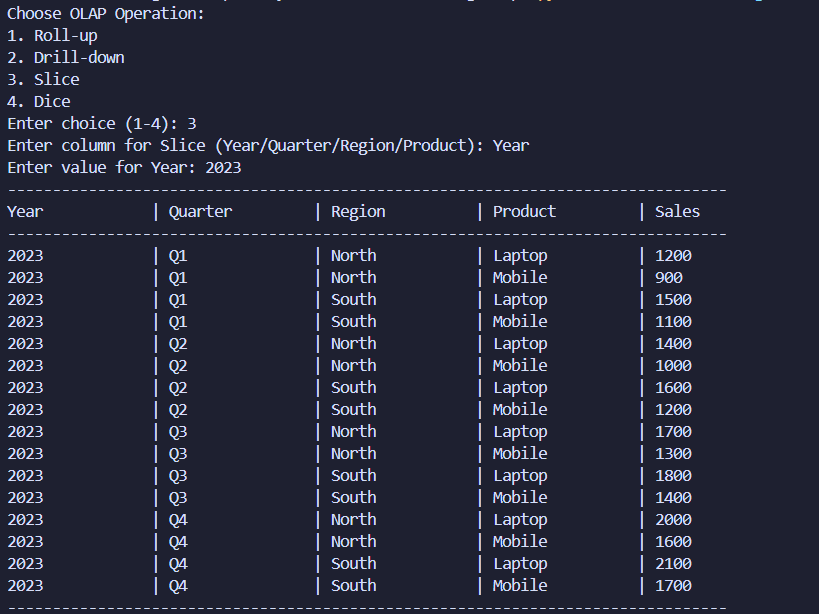 Choose OLAP Operation:
1. Roll-up
2. Drill-down
3. Slice
4. Dice
Enter choice (1-4): 3
Enter column for Slice (Year/Quarter/Region/Product): Year
Enter value for Year: 2023
--------------------------------------------------------------------------------
Year            | Quarter         | Region          | Product         | Sales
--------------------------------------------------------------------------------
2023            | Q1              | North           | Laptop          | 1200
2023            | Q1              | North           | Mobile          | 900
2023            | Q1              | South           | Laptop          | 1500
2023            | Q1              | South           | Mobile          | 1100
2023            | Q2              | North           | Laptop          | 1400
2023            | Q2              | North           | Mobile          | 1000
2023            | Q2              | South           | Laptop          | 1600
2023            | Q2              | South           | Mobile          | 1200
2023            | Q3              | North           | Laptop          | 1700
2023            | Q3              | North           | Mobile          | 1300
2023            | Q3              | South           | Laptop          | 1800
2023            | Q3              | South           | Mobile          | 1400
2023            | Q4              | North           | Laptop          | 2000
2023            | Q4              | North           | Mobile          | 1600
2023            | Q4              | South           | Laptop          | 2100
2023            | Q4              | South           | Mobile          | 1700
--------------------------------------------------------------------------------